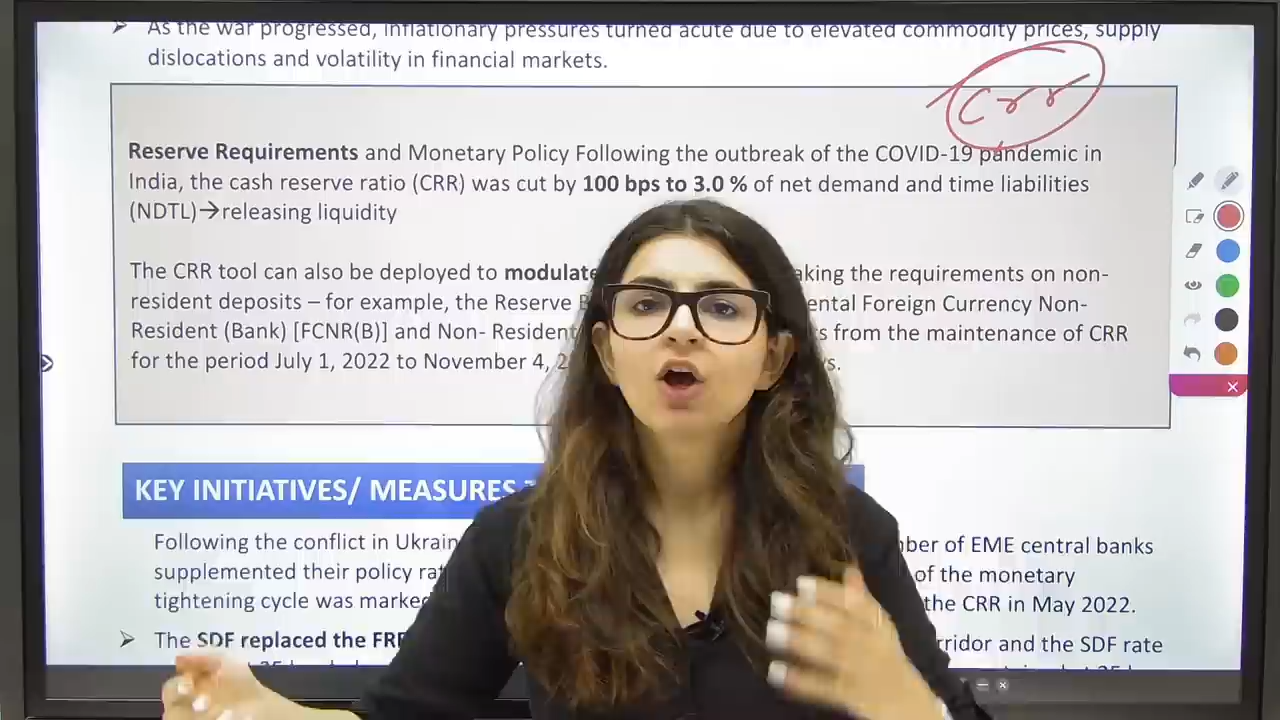 As the war progressed, inflationary pressures turned acute due to elevated commodity prices, supply
dislocations and volatility in financial markets.
Crr
Reserve Requirements and Monetary Policy Following the outbreak of the COVID-19 pandemic in
India, the cash reserve ratio (CRR) was cut by 100 bps to 3.0 % of net demand and time liabilities
(NDTL)→releasing liquidity
The CRR tool can also be deployed to modulate aking the requirements on non-
resident deposits – for example, the Reserve B ental Foreign Currency Non-
Resident (Bank) [FCNR(B)] and Non- Resident s from the maintenance of CRR
for the period July 1, 2022 to November 4, 2 s.
KEY INITIATIVES/ MEASURES
Following the conflict in Ukrain ber of EME central banks
supplemented their policy rat of the monetary
tightening cycle was marked the CRR in May 2022.
The SDF replaced the FRR rridor and the SDF rate